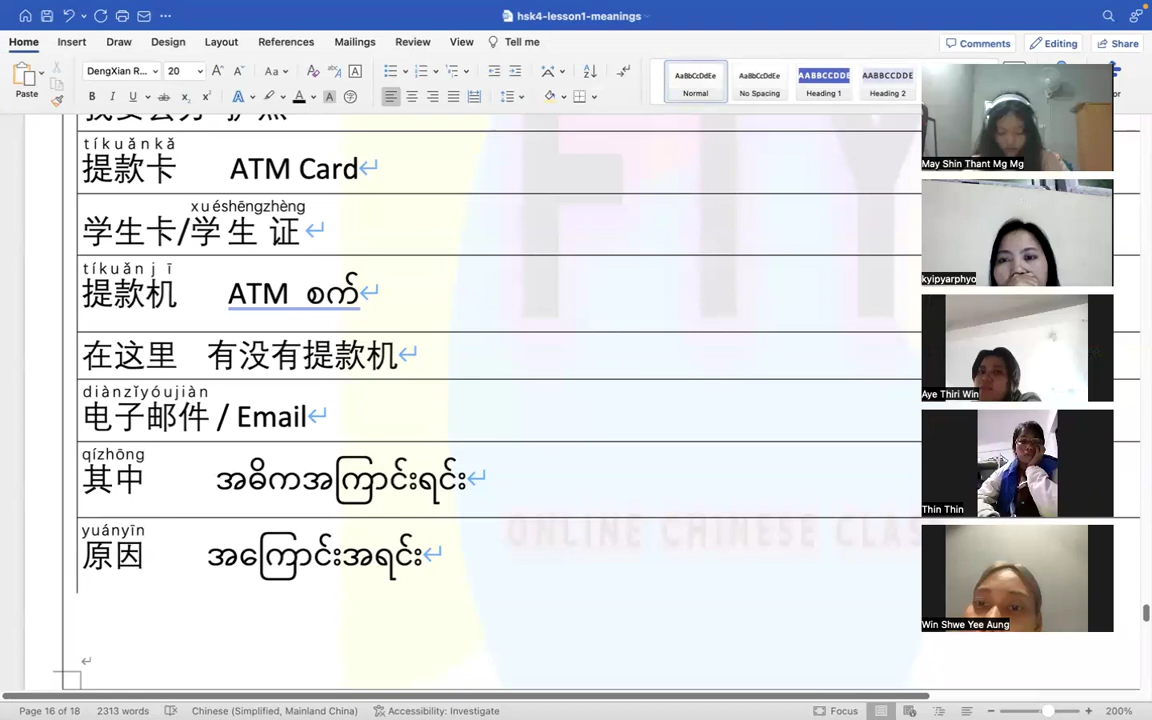 hsk4-lesson1-meanings
Home Insert Draw Design Layout References Mailings Review View Tell me Comments Editing Share
Paste
DengXian R... 20
Normal No Spacing Heading 1 Heading 2
AaBbCcDdEe AaBbCcDdEe AABBCCDDE AABBCCDDE
tíkuǎnkǎ
提款卡 ATM Card
xuéshēngzhèng
学生卡/学生证
tíkuǎnjī
提款机 ATM စက်
在这里 有没有提款机
diànzǐyóujiàn
电子邮件 / Email
qízhōng
其中 အဓိကအကြောင်းရင်း
yuányīn
原因 အကြောင်းအရင်း
FLY
ONLINE CHINESE CLAS
May Shin Thant Mg Mg
kyipyarphyo
Aye Thiri Win
Thin Thin
Win Shwe Yee Aung
Page 16 of 18 2313 words Chinese (Simplified, Mainland China) Accessibility: Investigate Focus 200%